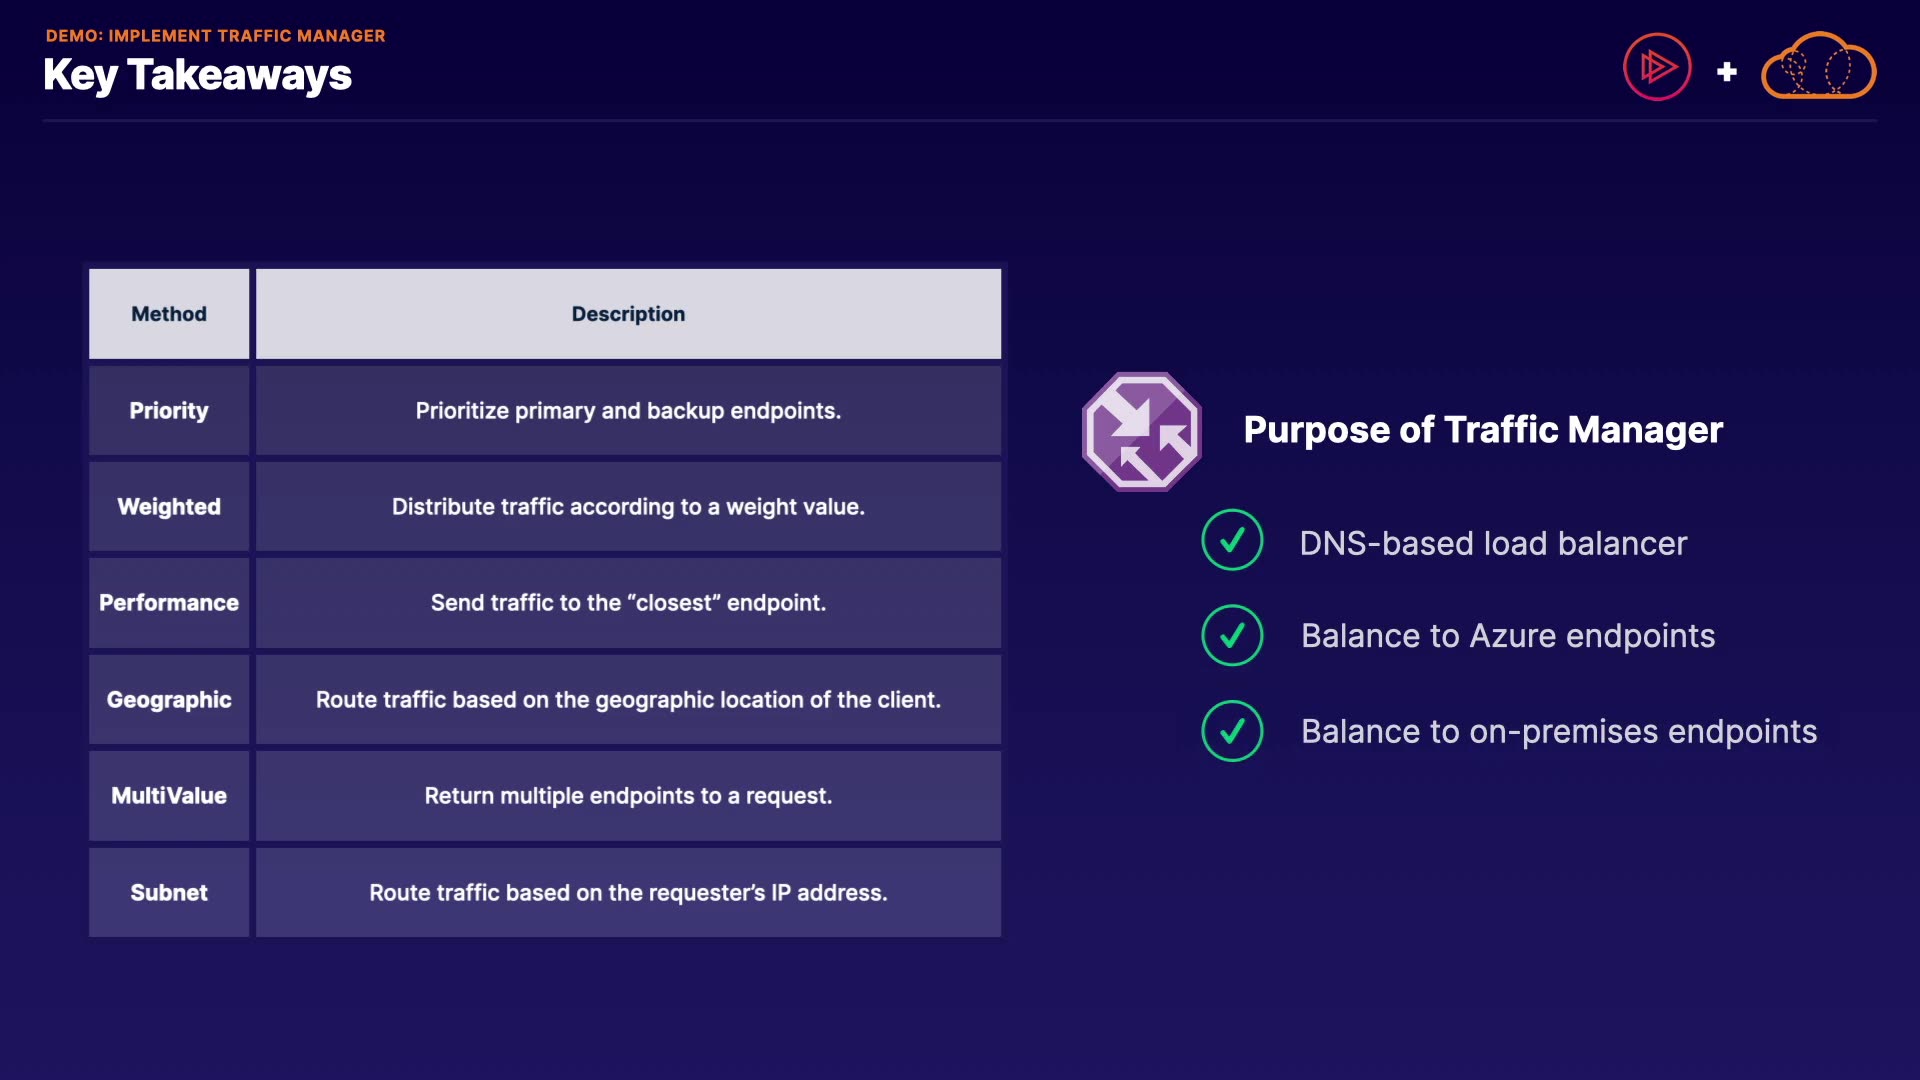 DEMO: IMPLEMENT TRAFFIC MANAGER
Key Takeaways
+
Method Description
Priority Prioritize primary and backup endpoints.
Weighted Distribute traffic according to a weight value.
Performance Send traffic to the “closest” endpoint.
Geographic Route traffic based on the geographic location of the client.
MultiValue Return multiple endpoints to a request.
Subnet Route traffic based on the requester’s IP address.
Purpose of Traffic Manager
DNS-based load balancer
Balance to Azure endpoints
Balance to on-premises endpoints